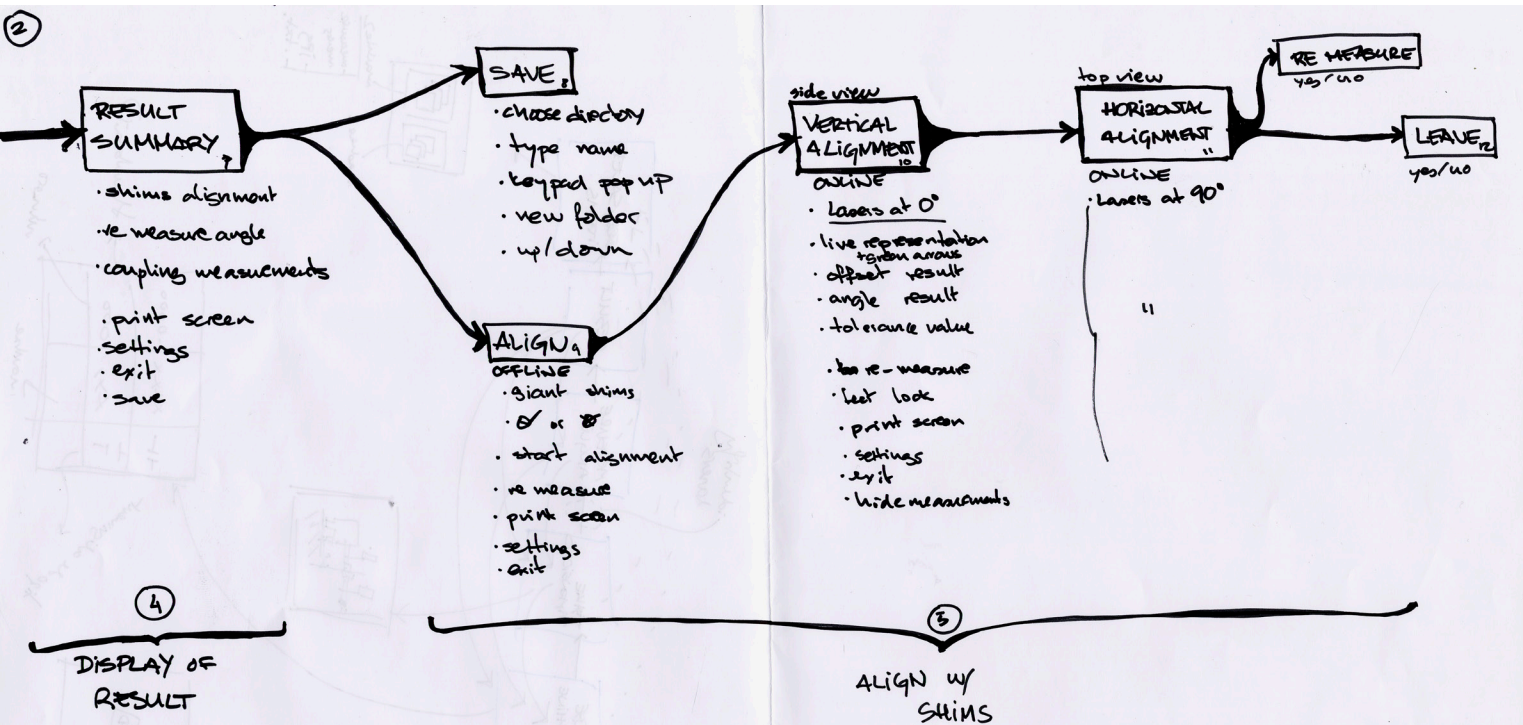 2
RESULT
SUMMARY
• shims alignment
• re measure angle
• coupling measurements
• print screen
• settings
• exit
• save
SAVE 8
• choose directory
• type name
• keypad pop up
• new folder
• up/down
ALIGN 9
OFFLINE
• giant shims
• or
• start alignment
• re measure
• print screen
• settings
• exit
side view
VERTICAL
ALIGNMENT 10
ONLINE
• Lasers at 0°
• live representation
+ green arrows
• offset result
• angle result
• tolerance value
• re-measure
• feet lock
• print screen
• settings
• exit
• hide measurements
top view
HORIZONTAL
ALIGNMENT 11
ONLINE
• Lasers at 90°
"
RE MEASURE
yes/no
LEAVE 12
yes/no
4
DISPLAY OF
RESULT
ALIGN W/
SHIMS